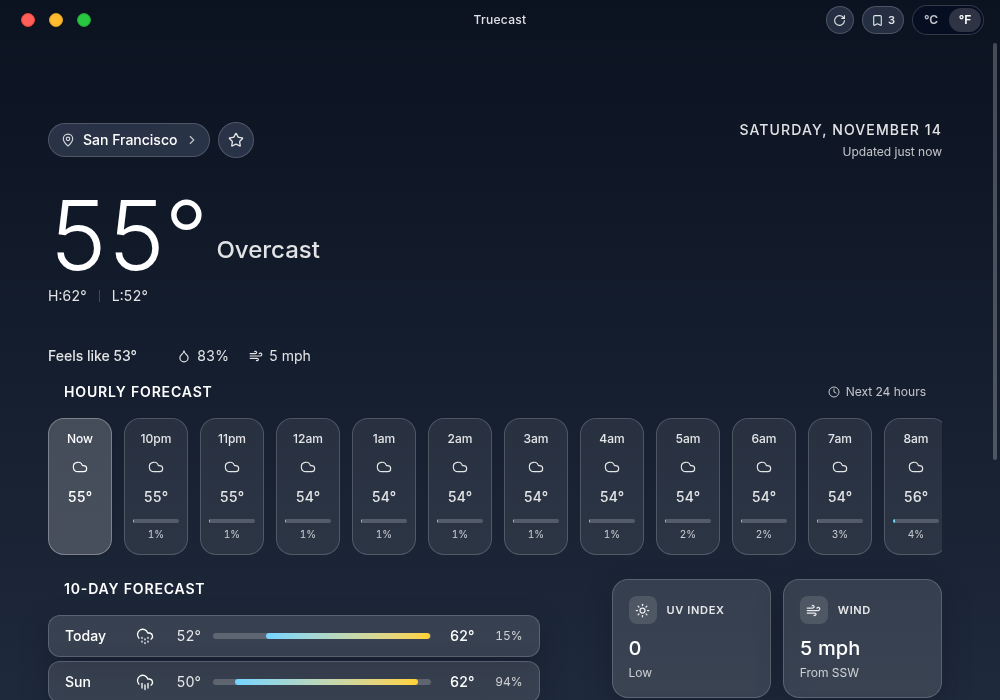 Truecast
3
°C
°F
San Francisco
SATURDAY, NOVEMBER 14
Updated just now
55°
Overcast
H:62°
L:52°
Feels like 53°
83%
5 mph
HOURLY FORECAST
Next 24 hours
Now 10pm 11pm 12am 1am 2am 3am 4am 5am 6am 7am 8am
55° 55° 55° 54° 54° 54° 54° 54° 54° 54° 54° 56°
1% 1% 1% 1% 1% 1% 1% 2% 2% 3% 4%
10-DAY FORECAST
Today 52° 62° 15%
Sun 50° 62° 94%
UV INDEX
0
Low
WIND
5 mph
From SSW